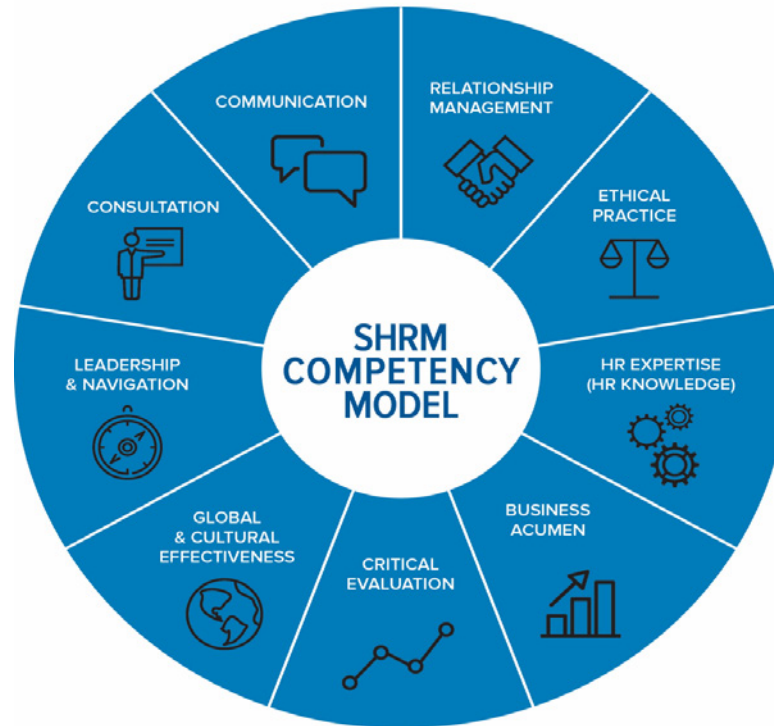 COMMUNICATION
RELATIONSHIP
MANAGEMENT
ETHICAL
PRACTICE
HR EXPERTISE
(HR KNOWLEDGE)
BUSINESS
ACUMEN
CRITICAL
EVALUATION
GLOBAL
& CULTURAL
EFFECTIVENESS
LEADERSHIP
& NAVIGATION
CONSULTATION
SHRM
COMPETENCY
MODEL